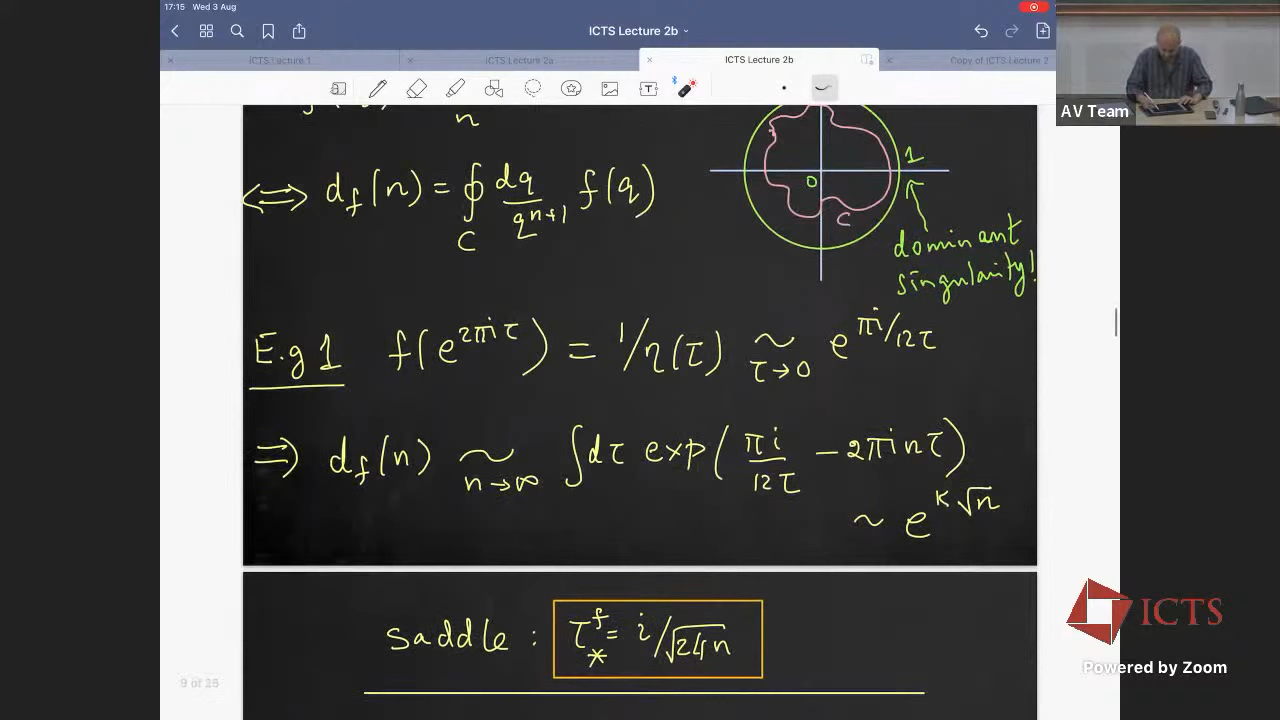 17:15 Wed 3 Aug
ICTS Lecture 2b
ICTS Lecture 1
ICTS Lecture 2a
ICTS Lecture 2b
Copy of ICTS Lecture 2
AV Team
n
⟺ d_f(n) = ∮_C dq/q^{n+1} f(q)
0
1
C
dominant
singularity!
E.g 1 f(e^{2πiτ}) = 1/η(τ) ~_{τ→0} e^{πi/12τ}
⇒ d_f(n) ~_{n→∞} ∫dτ exp(πi/12τ − 2πinτ)
~ e^{K√n}
saddle : τ_*^f = i/√24n
9 of 25
ICTS
Powered by Zoom